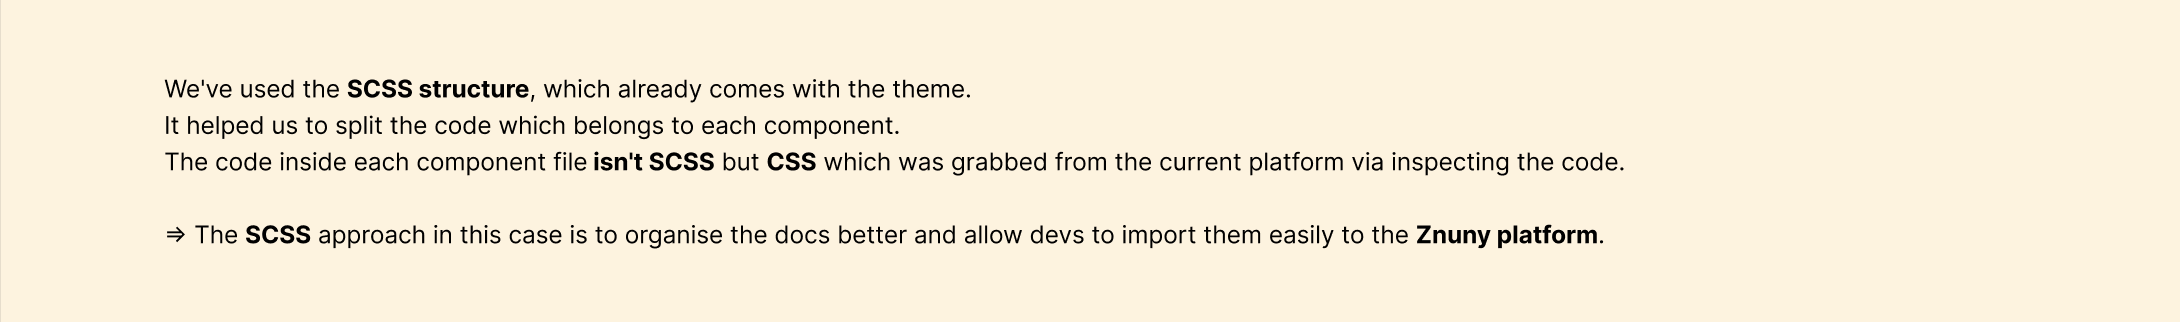 We've used the SCSS structure, which already comes with the theme.
It helped us to split the code which belongs to each component.
The code inside each component file isn't SCSS but CSS which was grabbed from the current platform via inspecting the code.
⇒ The SCSS approach in this case is to organise the docs better and allow devs to import them easily to the Znuny platform.